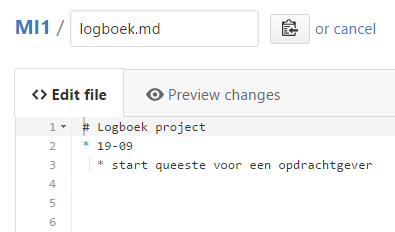 MI1 / logboek.md or cancel
Edit file Preview changes
1 # Logboek project
2 * 19-09
3 * start queeste voor een opdrachtgever
4
5
6